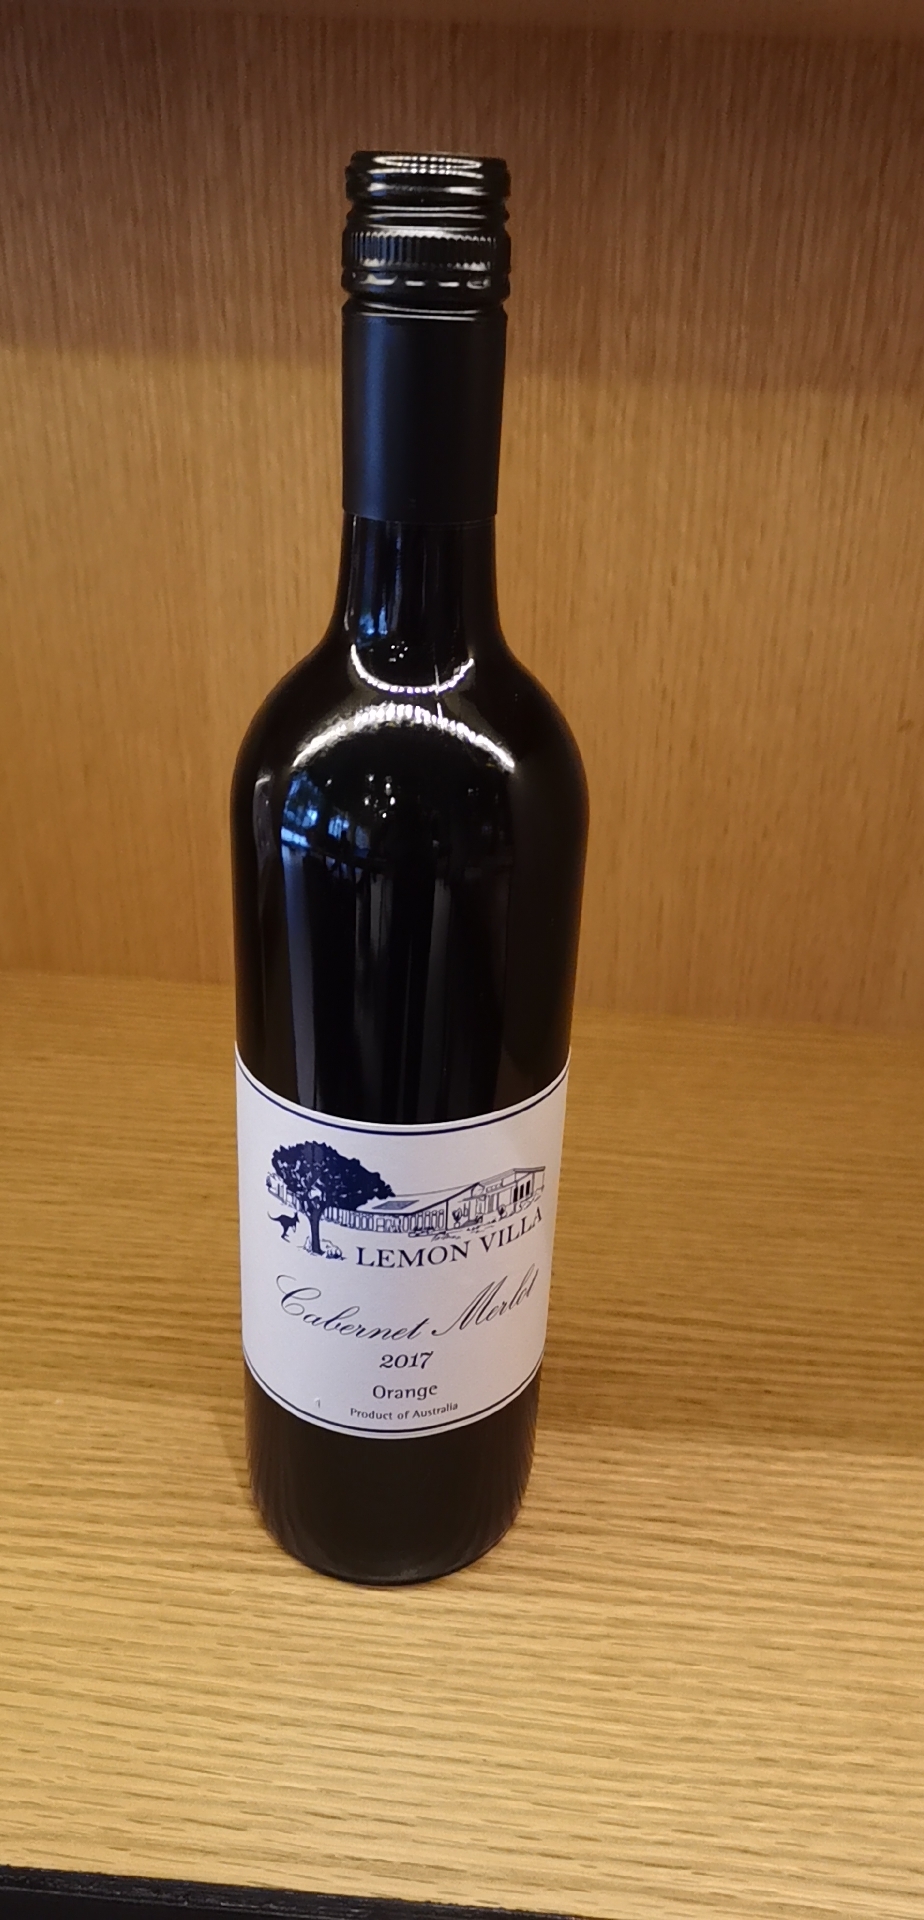 LEMON VILLA
Cabernet Merlot
2017
Orange
Product of Australia